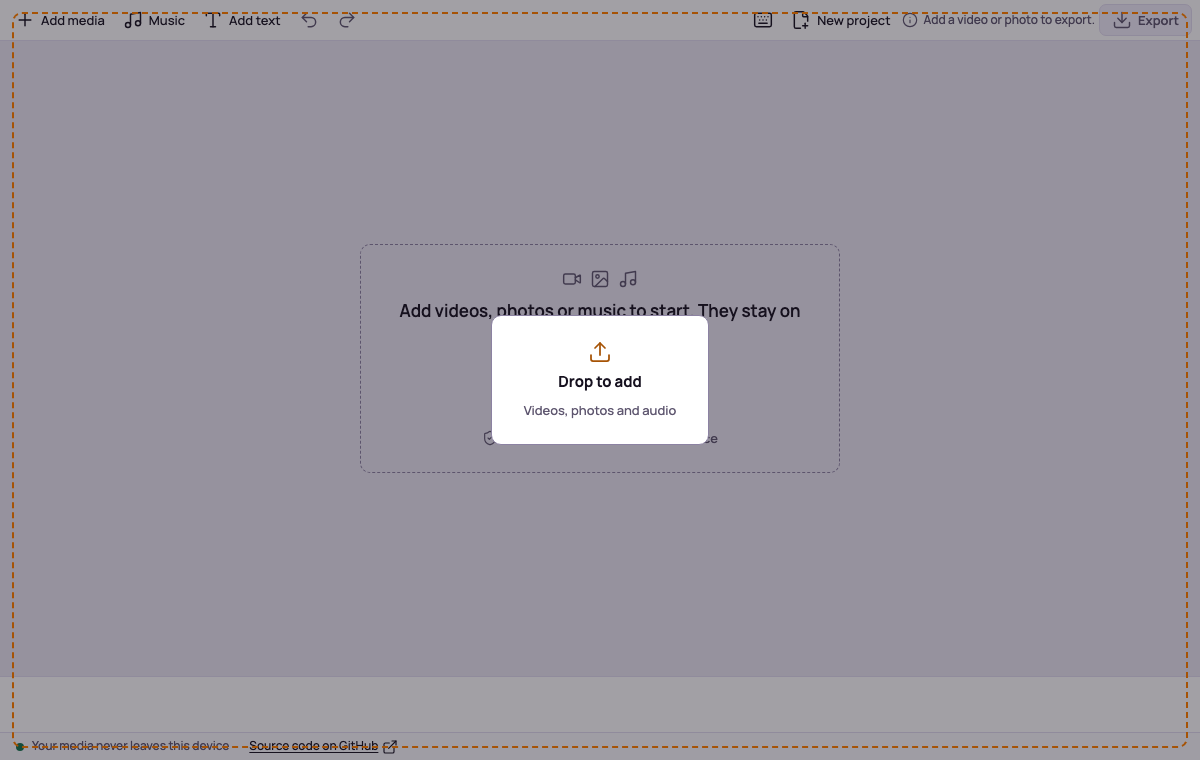 Add media
Music
Add text
New project
Add a video or photo to export.
Export
Add videos, photos or music to start. They stay on
Drop to add
Videos, photos and audio
Your media never leaves this device
Source code on GitHub